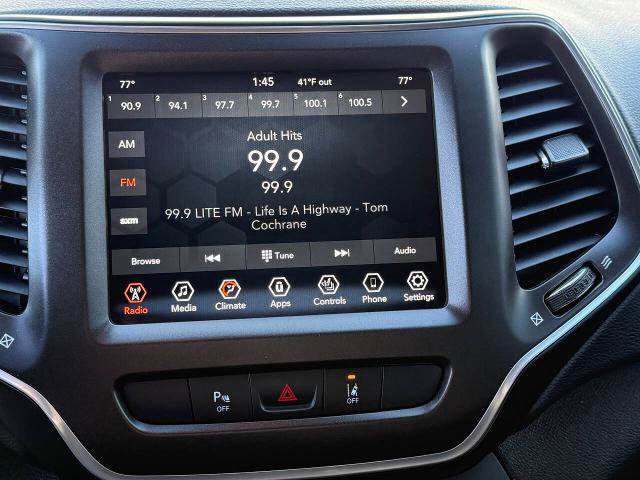 77° 1:45 41°F out 77°
1 90.9 2 94.1 3 97.7 4 99.7 5 100.1 6 100.5
Adult Hits
AM
99.9
FM
99.9
99.9 LITE FM - Life Is A Highway - Tom
Cochrane
sxm
Browse Tune Audio
Radio Media Climate Apps Controls Phone Settings
P OFF
OFF